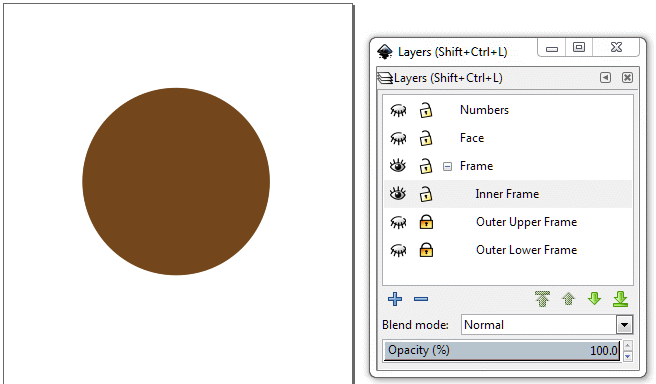 Layers (Shift+Ctrl+L)
Layers (Shift+Ctrl+L)
Numbers
Face
Frame
Inner Frame
Outer Upper Frame
Outer Lower Frame
Blend mode: Normal
Opacity (%) 100.0